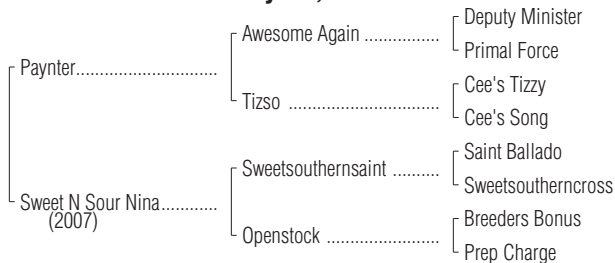 Deputy Minister
Awesome Again ................
Primal Force
Paynter..............................
Cee's Tizzy
Tizso ................................
Cee's Song
Saint Ballado
Sweetsouthernsaint ..........
Sweetsoutherncross
Sweet N Sour Nina............
(2007)
Breeders Bonus
Openstock ........................
Prep Charge